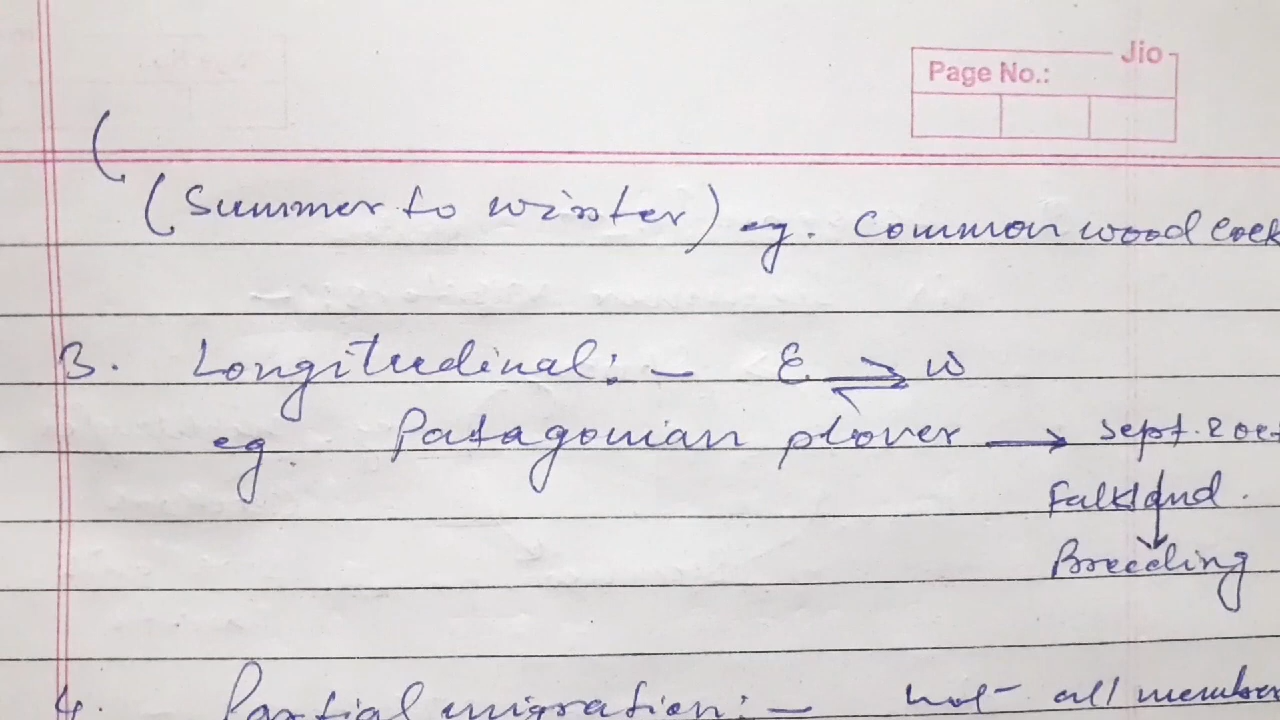 Jio
Page No.:
(Summer to winter) eg. Common wood cock
3. Longitudinal:- E ⇌ W
eg. Patagonian plover → Sept. & oct
Falkland.
Breeding
4. Partial migration:- not all member